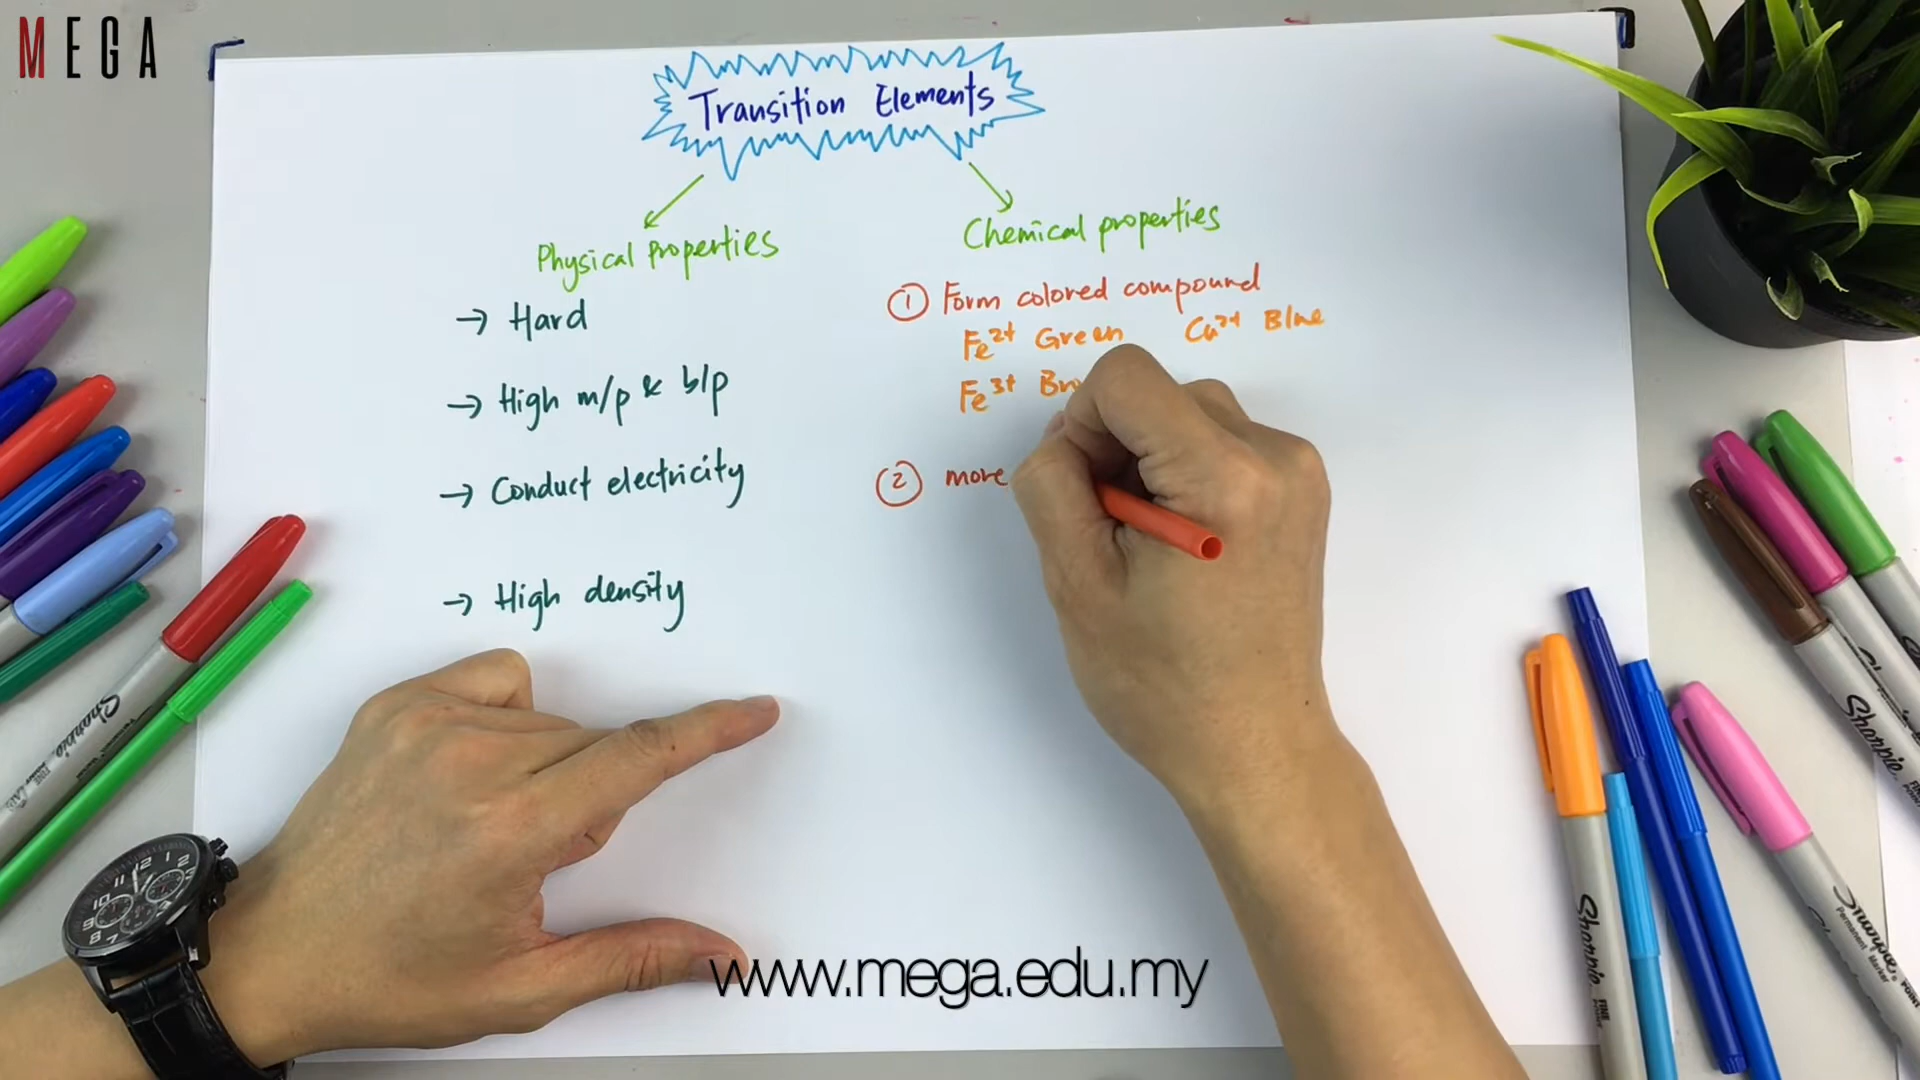 MEGA
Transition Elements
Physical properties
→ Hard
→ High m/p & b/p
→ Conduct electricity
→ High density
Chemical properties
① Form colored compound
Fe²⁺ Green Cu²⁺ Blue
Fe³⁺
② more
Sharpie
Sharpie
Sharpie
Sharpie
www.mega.edu.my